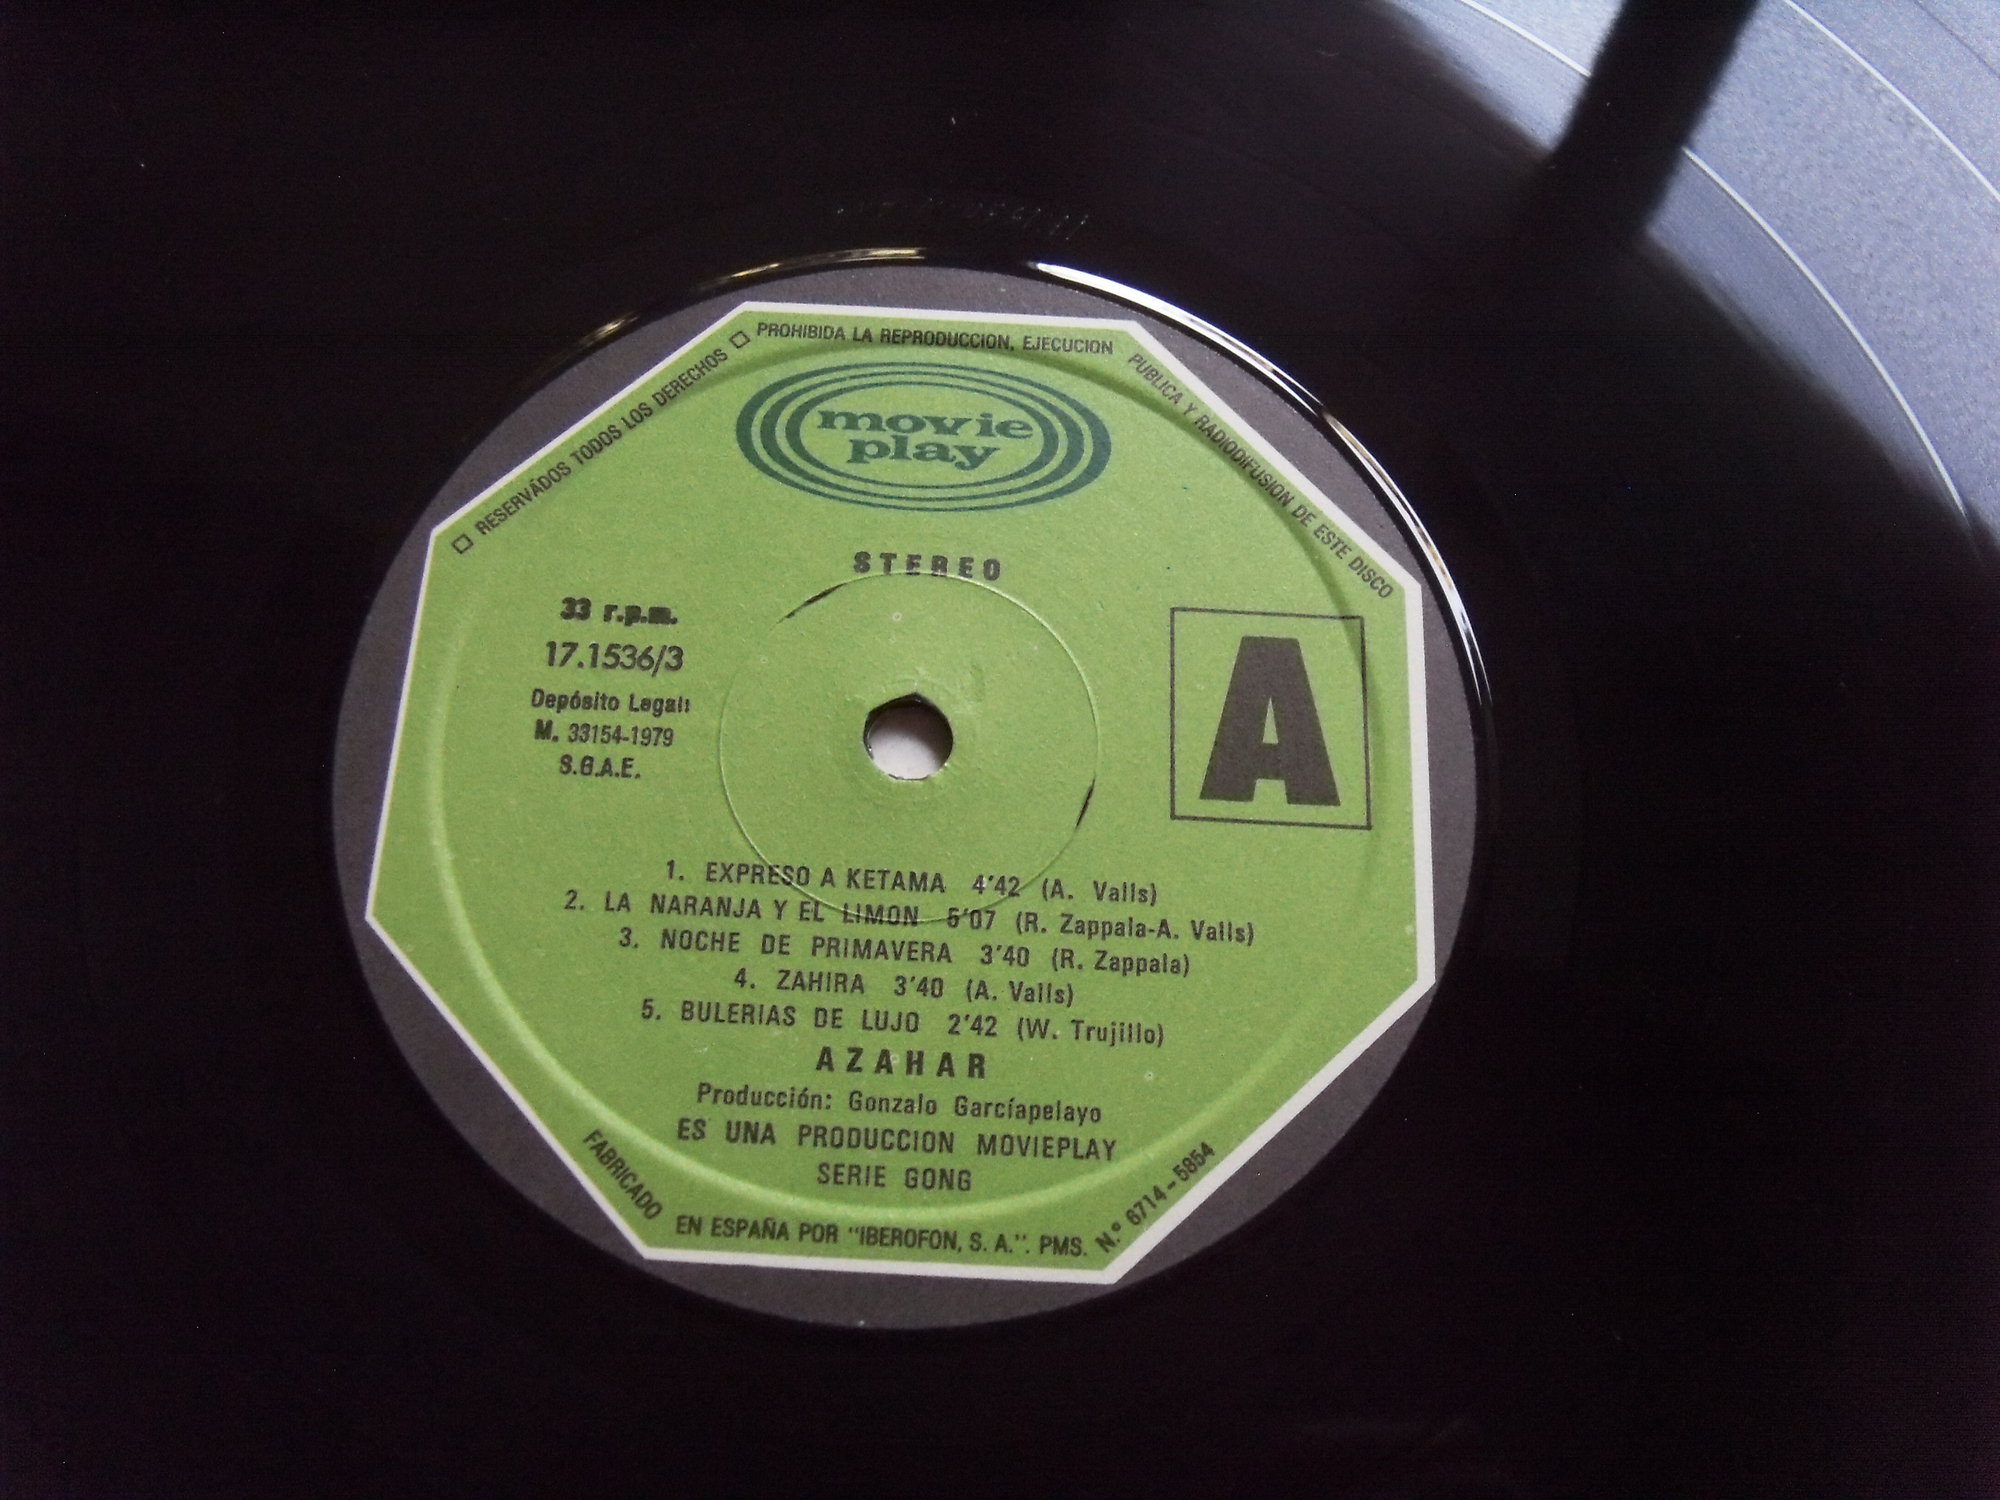 □ RESERVÁDOS TODOS LOS DERECHOS □ PROHIBIDA LA REPRODUCCION, EJECUCION PUBLICA Y RADIODIFUSION DE ESTE DISCO
movie
play
STEREO
33 r.p.m.
17.1536/3
Depósito Legal:
M. 33154-1979
S.G.A.E.
A
1. EXPRESO A KETAMA 4'42 (A. Valls)
2. LA NARANJA Y EL LIMON 5'07 (R. Zappala-A. Valls)
3. NOCHE DE PRIMAVERA 3'40 (R. Zappala)
4. ZAHIRA 3'40 (A. Valls)
5. BULERIAS DE LUJO 2'42 (W. Trujillo)
AZAHAR
Producción: Gonzalo Garcíapelayo
ES UNA PRODUCCION MOVIEPLAY
SERIE GONG
FABRICADO EN ESPAÑA POR "IBEROFON, S. A.". PMS. N.º 6714-5854